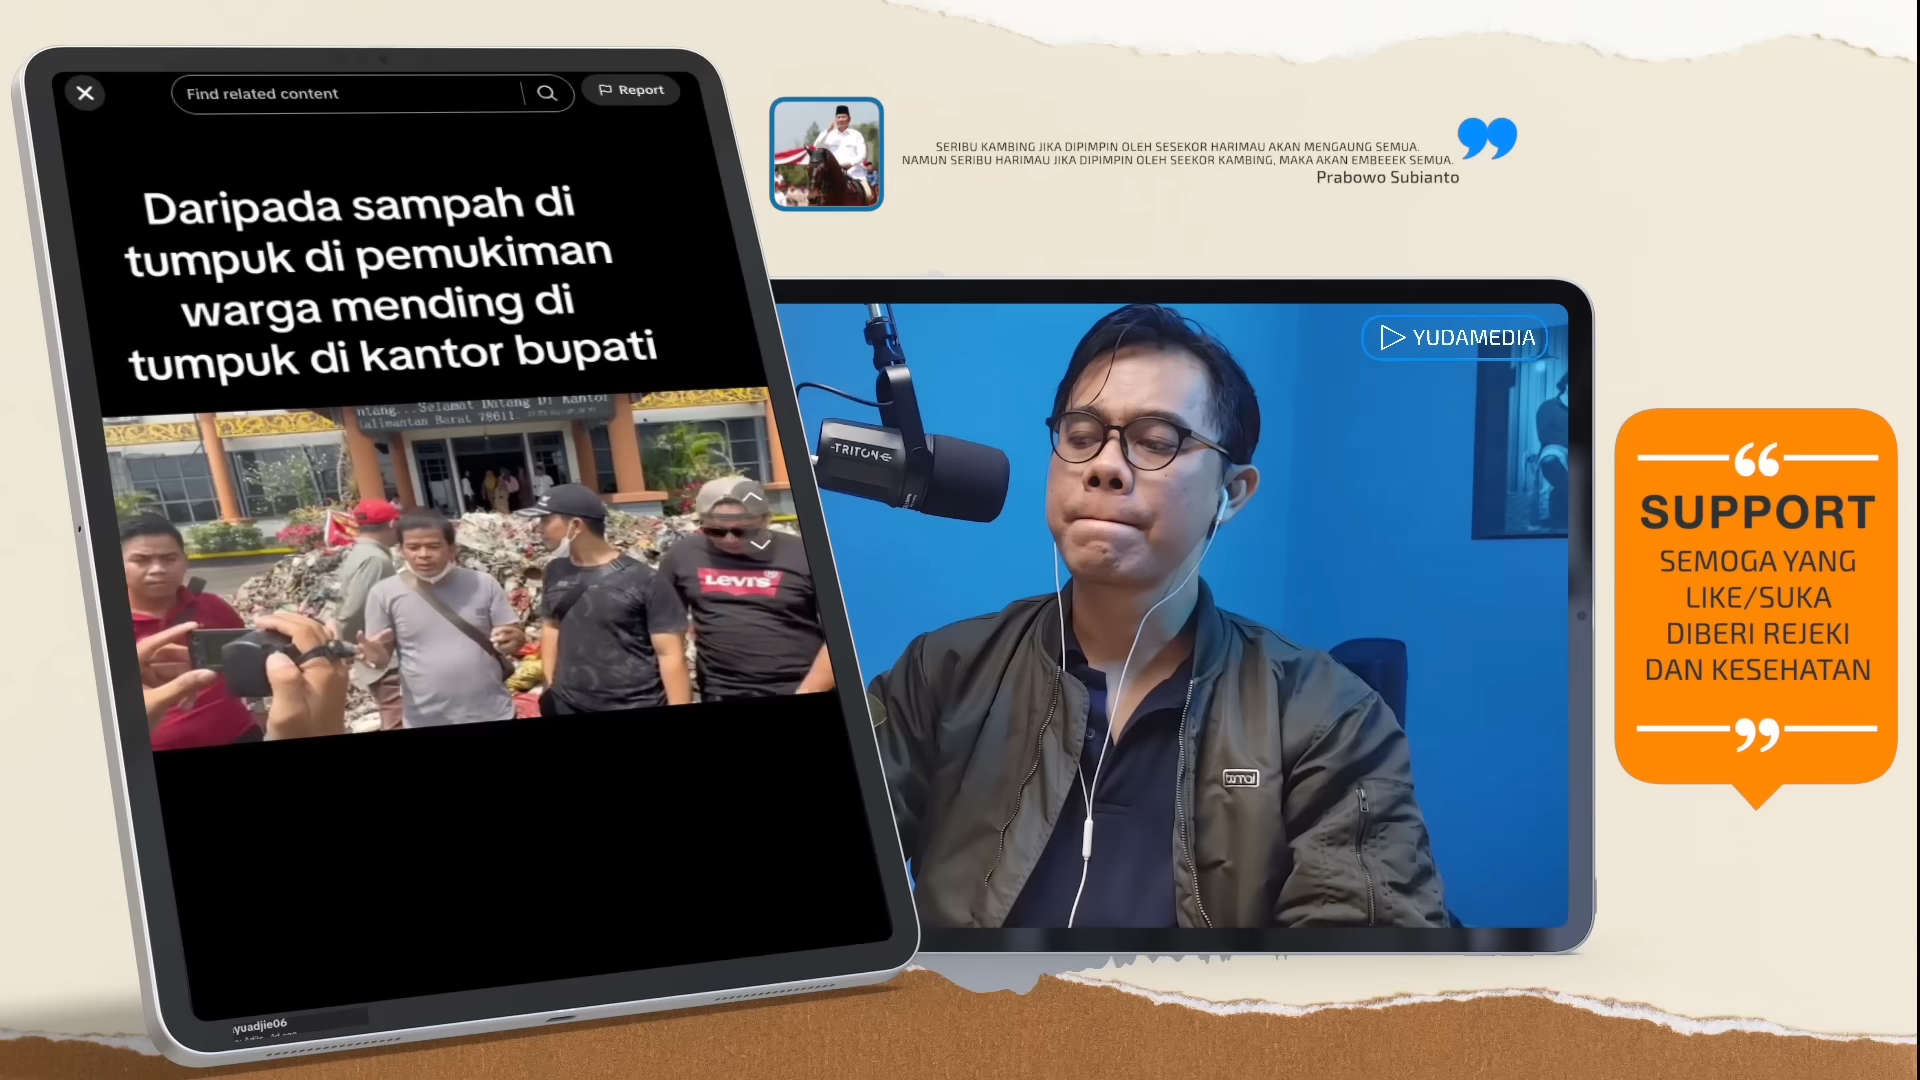 Find related content
Report
Daripada sampah di
tumpuk di pemukiman
warga mending di
tumpuk di kantor bupati
ntang...Selamat Datang Di Kantor
Kalimantan Barat 78611.
LEVI'S
yuadjie06
SERIBU KAMBING JIKA DIPIMPIN OLEH SESEKOR HARIMAU AKAN MENGAUNG SEMUA.
NAMUN SERIBU HARIMAU JIKA DIPIMPIN OLEH SEEKOR KAMBING, MAKA AKAN EMBEEEK SEMUA.
Prabowo Subianto
YUDAMEDIA
TRITON
SUPPORT
SEMOGA YANG
LIKE/SUKA
DIBERI REJEKI
DAN KESEHATAN